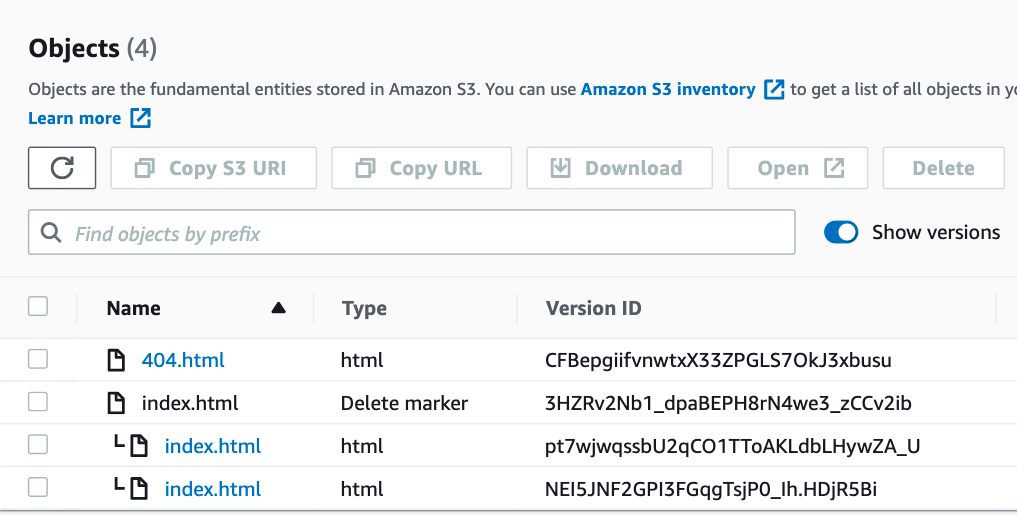 Objects (4)
Objects are the fundamental entities stored in Amazon S3. You can use Amazon S3 inventory to get a list of all objects in
Learn more
Copy S3 URI Copy URL Download Open Delete
Find objects by prefix Show versions
Name Type Version ID
404.html html CFBepgiifvnwtxX33ZPGLS7OkJ3xbusu
index.html Delete marker 3HZRv2Nb1_dpaBEPH8rN4we3_zCCv2ib
index.html html pt7wjwqssbU2qCO1TToAKLdbLHywZA_U
index.html html NEI5JNF2GPI3FGqgTsjP0_Ih.HDjR5Bi